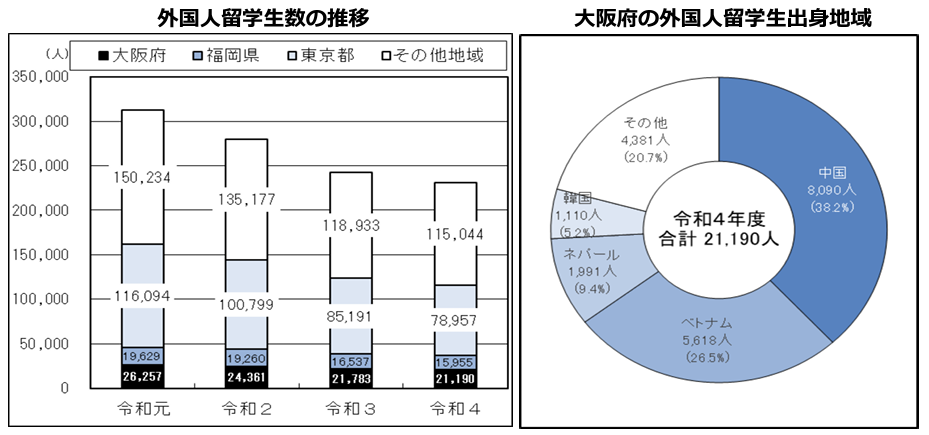 外国人留学生数の推移
(人)
大阪府 福岡県 東京都 その他地域
350,000
300,000
250,000
200,000
150,000
100,000
50,000
0
150,234
116,094
19,629
26,257
135,177
100,799
19,260
24,361
118,933
85,191
16,537
21,783
115,044
78,957
15,955
21,190
令和元 令和２ 令和３ 令和４
大阪府の外国人留学生出身地域
中国
8,090人
(38.2%)
ベトナム
5,618人
(26.5%)
ネパール
1,991人
(9.4%)
韓国
1,110人
(5.2%)
その他
4,381人
(20.7%)
令和４年度
合計 21,190人